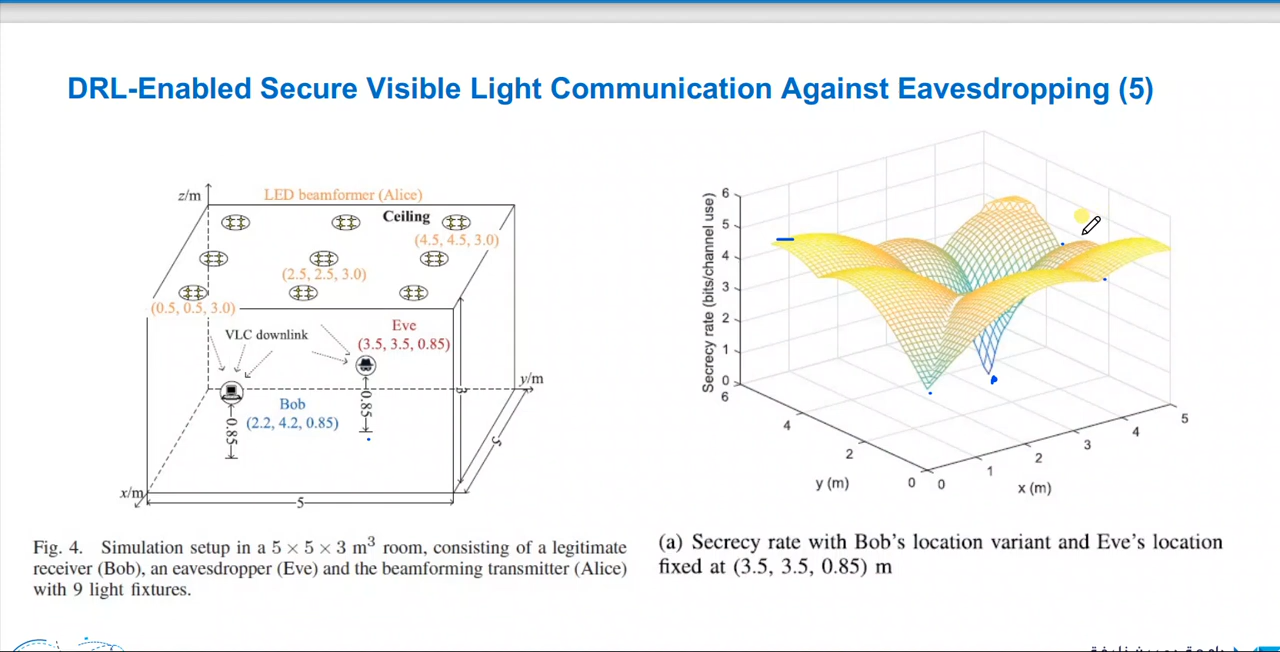 DRL-Enabled Secure Visible Light Communication Against Eavesdropping (5)
z/m
LED beamformer (Alice)
Ceiling
(4.5, 4.5, 3.0)
(2.5, 2.5, 3.0)
(0.5, 0.5, 3.0)
VLC downlink
Eve
(3.5, 3.5, 0.85)
y/m
Bob
(2.2, 4.2, 0.85)
0.85
0.85
3
5
x/m
5
Fig. 4. Simulation setup in a 5 × 5 × 3 m³ room, consisting of a legitimate
receiver (Bob), an eavesdropper (Eve) and the beamforming transmitter (Alice)
with 9 light fixtures.
Secrecy rate (bits/channel use)
6
5
4
3
2
1
0
6
4
2
0
y (m)
0
1
2
3
4
5
x (m)
(a) Secrecy rate with Bob's location variant and Eve's location
fixed at (3.5, 3.5, 0.85) m